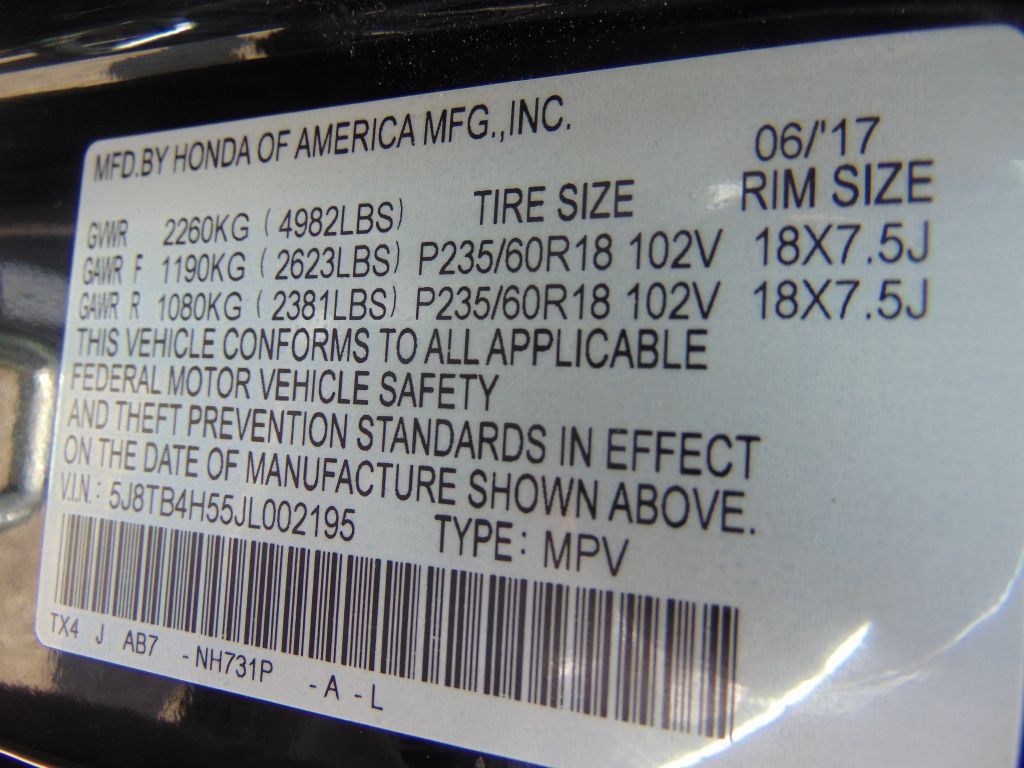 MFD.BY HONDA OF AMERICA MFG.,INC. 06/'17
GVWR 2260KG (4982LBS) TIRE SIZE RIM SIZE
GAWR F 1190KG (2623LBS) P235/60R18 102V 18X7.5J
GAWR R 1080KG (2381LBS) P235/60R18 102V 18X7.5J
THIS VEHICLE CONFORMS TO ALL APPLICABLE
FEDERAL MOTOR VEHICLE SAFETY
AND THEFT PREVENTION STANDARDS IN EFFECT
ON THE DATE OF MANUFACTURE SHOWN ABOVE.
V.I.N.: 5J8TB4H55JL002195 TYPE: MPV
TX4 J AB7 -NH731P -A-L